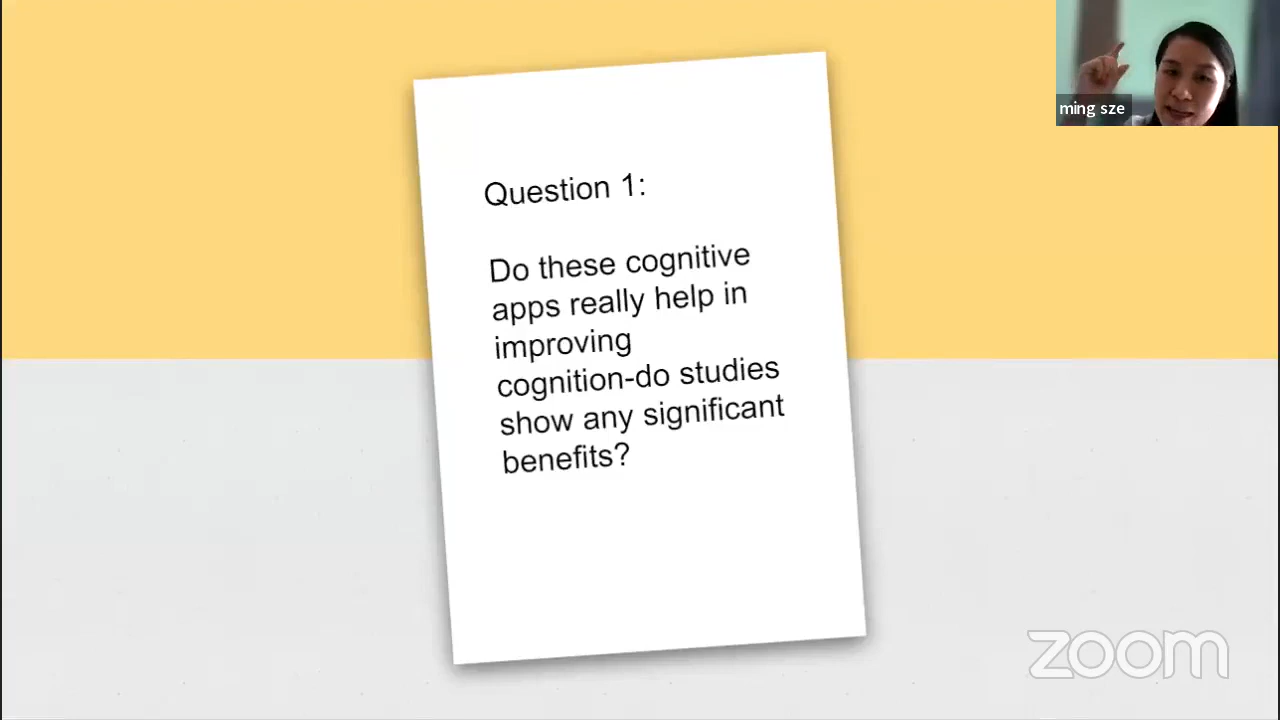 ming sze
Question 1:
Do these cognitive
apps really help in
improving
cognition-do studies
show any significant
benefits?
zoom